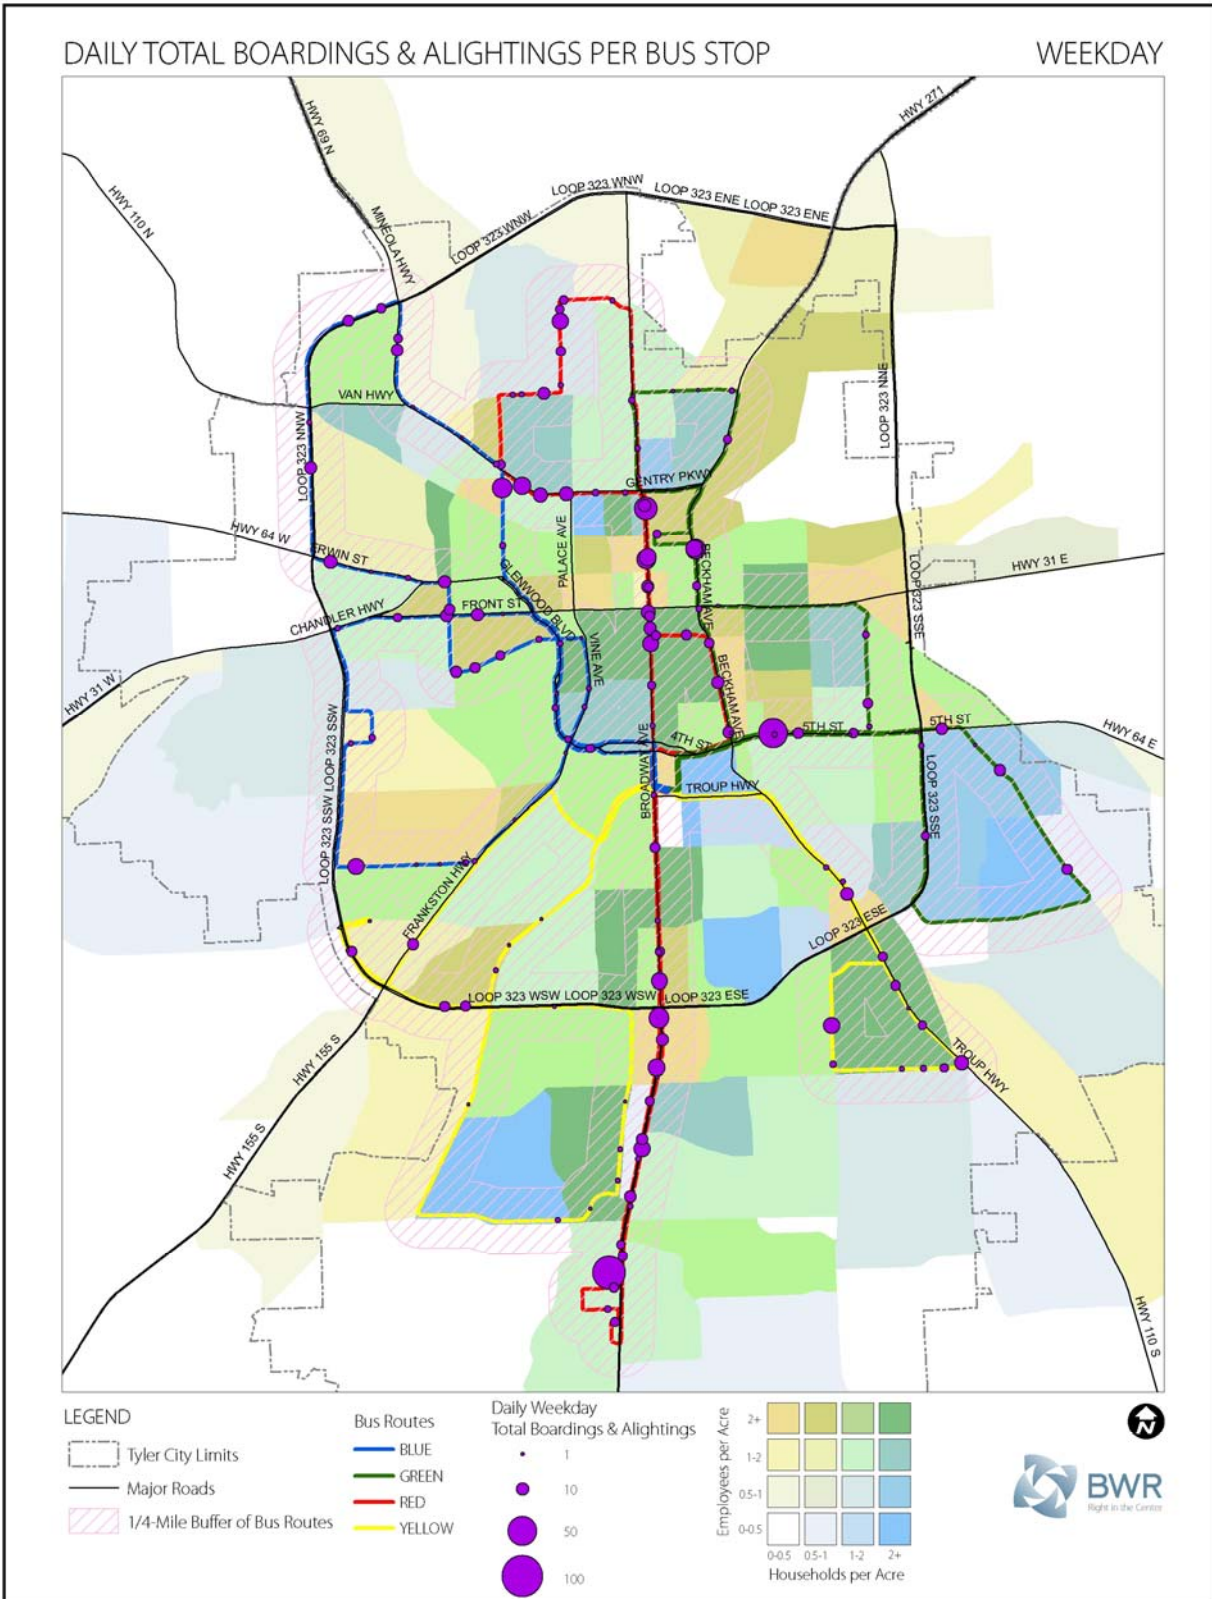 DAILY TOTAL BOARDINGS & ALIGHTINGS PER BUS STOP WEEKDAY
HWY 69 N
HWY 271
HWY 110 N
MINEOLA HWY
LOOP 323 WNW
LOOP 323 WNW
LOOP 323 ENE
LOOP 323 ENE
VAN HWY
LOOP 323 NNW
LOOP 323 NNE
GENTRY PKWY
HWY 64 W
ERWIN ST
PALACE AVE
GLENWOOD BLVD
BECKHAM AVE
HWY 31 E
LOOP 323 SSE
CHANDLER HWY
FRONT ST
VINE AVE
BECKHAM AVE
HWY 31 W
LOOP 323 SSW
LOOP 323 SSW
BROADWAY AVE
4TH ST
5TH ST
5TH ST
HWY 64 E
TROUP HWY
LOOP 323 SSE
FRANKSTON HWY
LOOP 323 ESE
LOOP 323 WSW
LOOP 323 WSW
LOOP 323 ESE
HWY 155 S
TROUP HWY
HWY 155 S
HWY 110 S
LEGEND
Tyler City Limits
Major Roads
1/4-Mile Buffer of Bus Routes
Bus Routes
BLUE
GREEN
RED
YELLOW
Daily Weekday
Total Boardings & Alightings
1
10
50
100
Employees per Acre
2+
1-2
0.5-1
0-0.5
0-0.5 0.5-1 1-2 2+
Households per Acre
N
BWR
Right in the Center